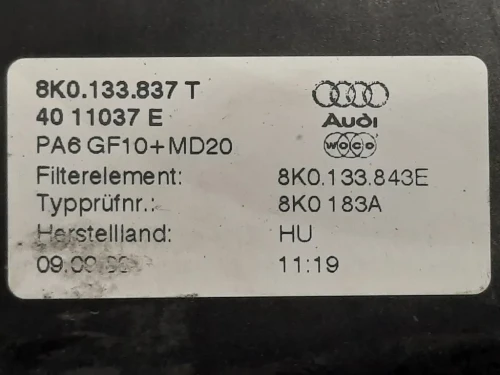 8K0.133.837 T
40 11037 E
Audi
PA6 GF10+MD20
woco
Filterelement: 8K0.133.843E
Typprüfnr.: 8K0 183A
Herstellland: HU
11:19